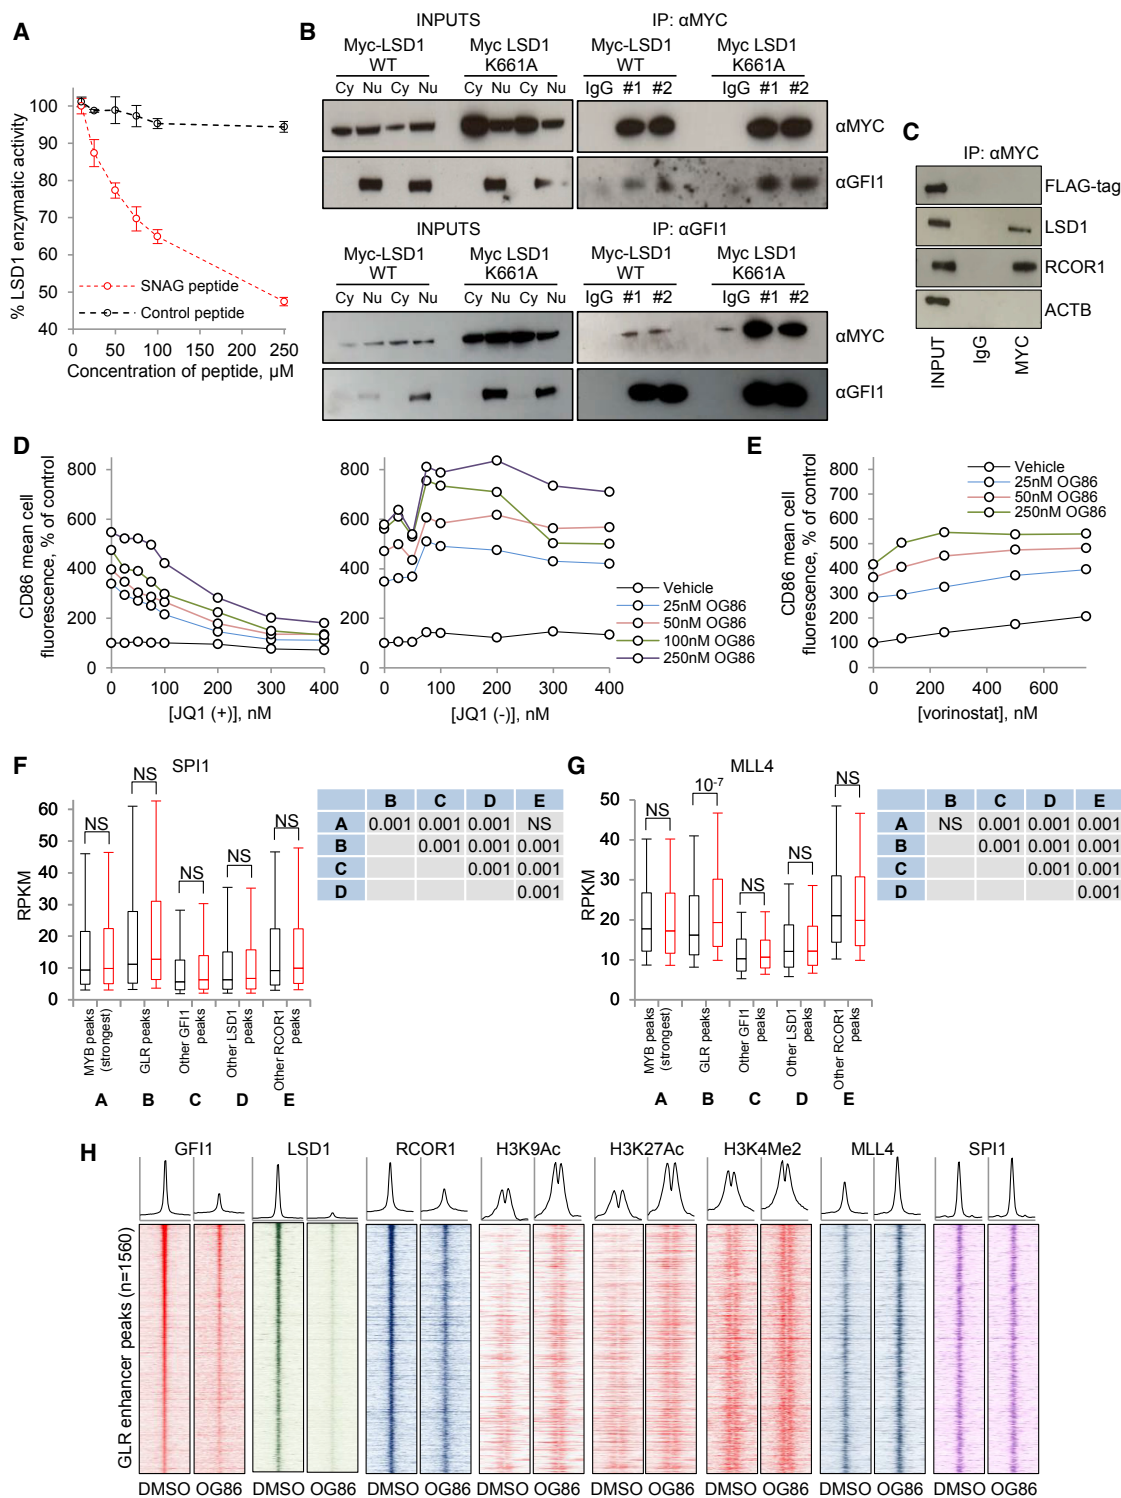 A
% LSD1 enzymatic activity
100
90
80
70
60
50
40
SNAG peptide
Control peptide
0 50 100 150 200 250
Concentration of peptide, µM
B
INPUTS IP: αMYC
Myc-LSD1 WT Myc LSD1 K661A Myc-LSD1 WT Myc LSD1 K661A
Cy Nu Cy Nu Cy Nu Cy Nu IgG #1 #2 IgG #1 #2
αMYC
αGFI1
INPUTS IP: αGFI1
Myc-LSD1 WT Myc LSD1 K661A Myc-LSD1 WT Myc LSD1 K661A
Cy Nu Cy Nu Cy Nu Cy Nu IgG #1 #2 IgG #1 #2
αMYC
αGFI1
C
IP: αMYC
FLAG-tag
LSD1
RCOR1
ACTB
INPUT IgG MYC
D
CD86 mean cell
fluorescence, % of control
800
600
400
200
0
0 100 200 300 400
[JQ1 (+)], nM
800
600
400
200
0
0 100 200 300 400
[JQ1 (-)], nM
Vehicle
25nM OG86
50nM OG86
100nM OG86
250nM OG86
E
CD86 mean cell
fluorescence, % of control
800
700
600
500
400
300
200
100
0
0 200 400 600
[vorinostat], nM
Vehicle
25nM OG86
50nM OG86
250nM OG86
F
SPI1
RPKM
60
50
40
30
20
10
0
NS NS NS NS NS
MYB peaks (strongest)
GLR peaks
Other GFI1 peaks
Other LSD1 peaks
Other RCOR1 peaks
A B C D E
B C D E
A 0.001 0.001 0.001 NS
B 0.001 0.001 0.001
C 0.001 0.001
D 0.001
G
MLL4
RPKM
50
40
30
20
10
0
NS 10-7 NS NS NS
MYB peaks (strongest)
GLR peaks
Other GFI1 peaks
Other LSD1 peaks
Other RCOR1 peaks
A B C D E
B C D E
A NS 0.001 0.001 0.001
B 0.001 0.001 0.001
C 0.001 0.001
D 0.001
H
GFI1 LSD1 RCOR1 H3K9Ac H3K27Ac H3K4Me2 MLL4 SPI1
GLR enhancer peaks (n=1560)
DMSO OG86 DMSO OG86 DMSO OG86 DMSO OG86 DMSO OG86 DMSO OG86 DMSO OG86 DMSO OG86